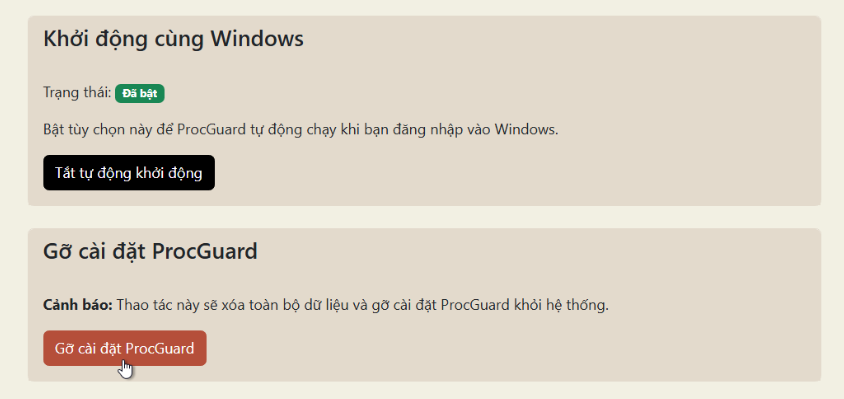 Khởi động cùng Windows
Trạng thái: Đã bật
Bật tùy chọn này để ProcGuard tự động chạy khi bạn đăng nhập vào Windows.
Tắt tự động khởi động
Gỡ cài đặt ProcGuard
Cảnh báo: Thao tác này sẽ xóa toàn bộ dữ liệu và gỡ cài đặt ProcGuard khỏi hệ thống.
Gỡ cài đặt ProcGuard